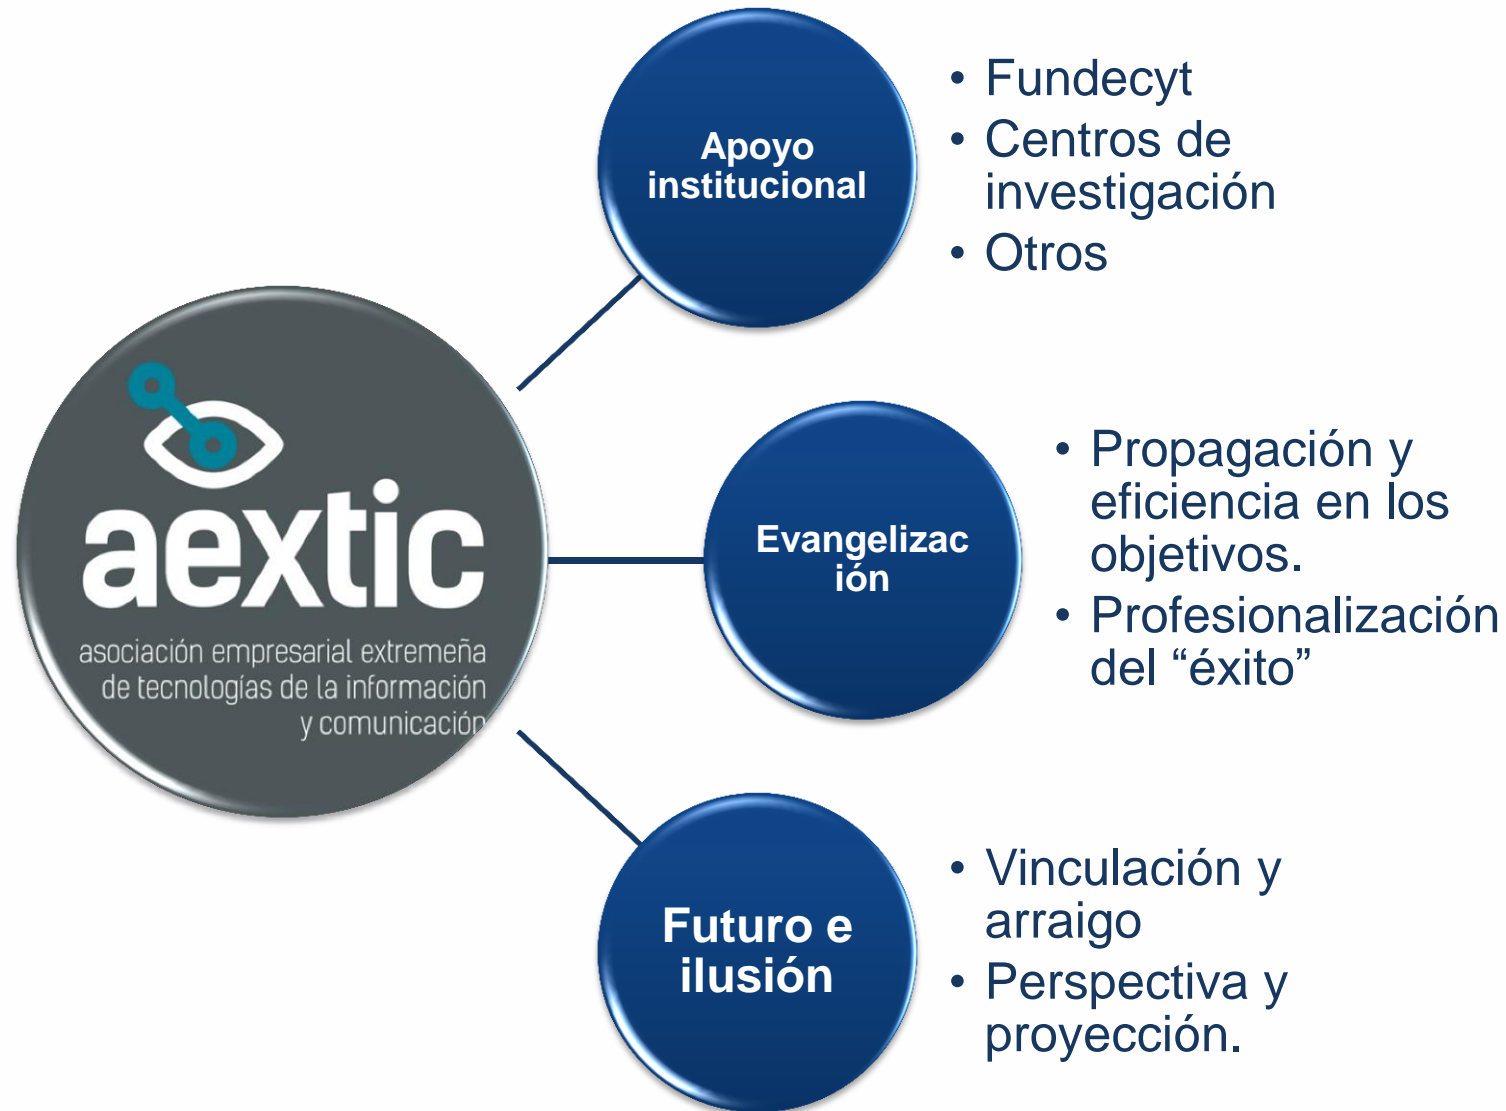 Apoyo
institucional
• Fundecyt
• Centros de
investigación
• Otros
aextic
asociación empresarial extremeña
de tecnologías de la información
y comunicación
Evangelizac
ión
• Propagación y
eficiencia en los
objetivos.
• Profesionalización
del “éxito”
Futuro e
ilusión
• Vinculación y
arraigo
• Perspectiva y
proyección.